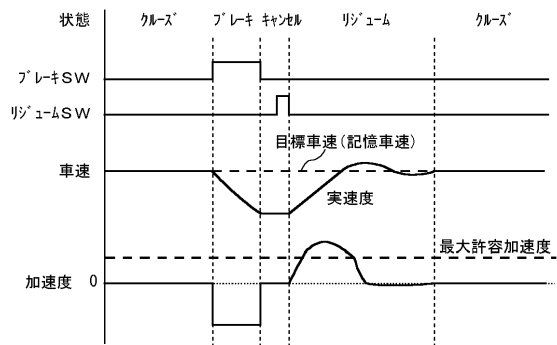 状態 ｸﾙｰｽﾞ ﾌﾞﾚｰｷ ｷｬﾝｾﾙ ﾘｼﾞｭｰﾑ ｸﾙｰｽﾞ
ﾌﾞﾚｰｷＳＷ
ﾘｼﾞｭｰﾑＳＷ
目標車速（記憶車速）
車速
実速度
最大許容加速度
加速度 0